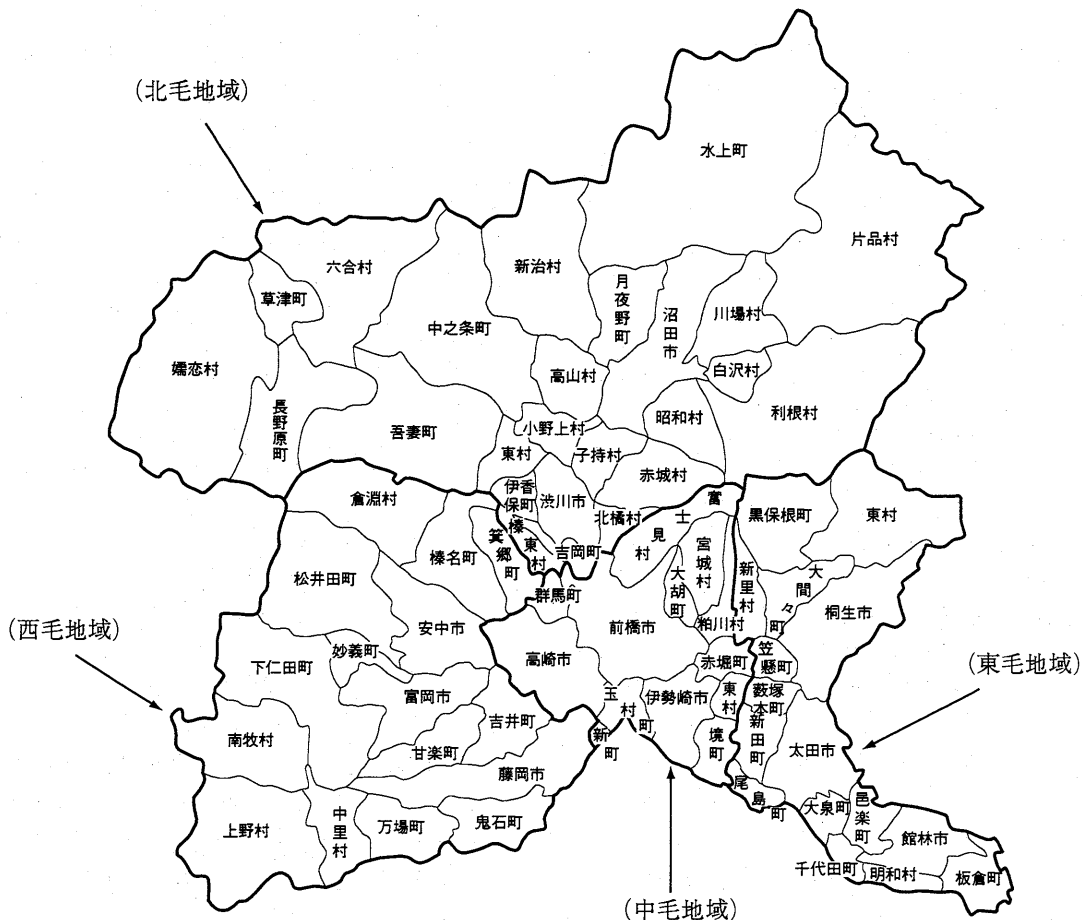 (北毛地域)
水上町
片品村
六合村
新治村
草津町
月夜野町
沼田市
川場村
中之条町
嬬恋村
高山村
白沢村
長野原町
吾妻町
昭和村
利根村
小野上村
東村
子持村
赤城村
伊香保町
渋川市
倉淵村
北橘村
富士見村
黒保根村
東村
榛東村
榛名町
箕郷町
吉岡町
宮城村
新里村
大間々町
松井田町
大胡町
群馬町
桐生市
粕川村
安中市
前橋市
(西毛地域)
妙義町
下仁田町
高崎市
赤堀町
笠懸町
(東毛地域)
富岡市
玉村町
伊勢崎市
東村
藪塚本町
吉井町
新町
境町
新田町
太田市
南牧村
甘楽町
藤岡市
尾島町
大泉町
邑楽町
上野村
中里村
万場町
鬼石町
館林市
千代田町
明和村
板倉町
(中毛地域)